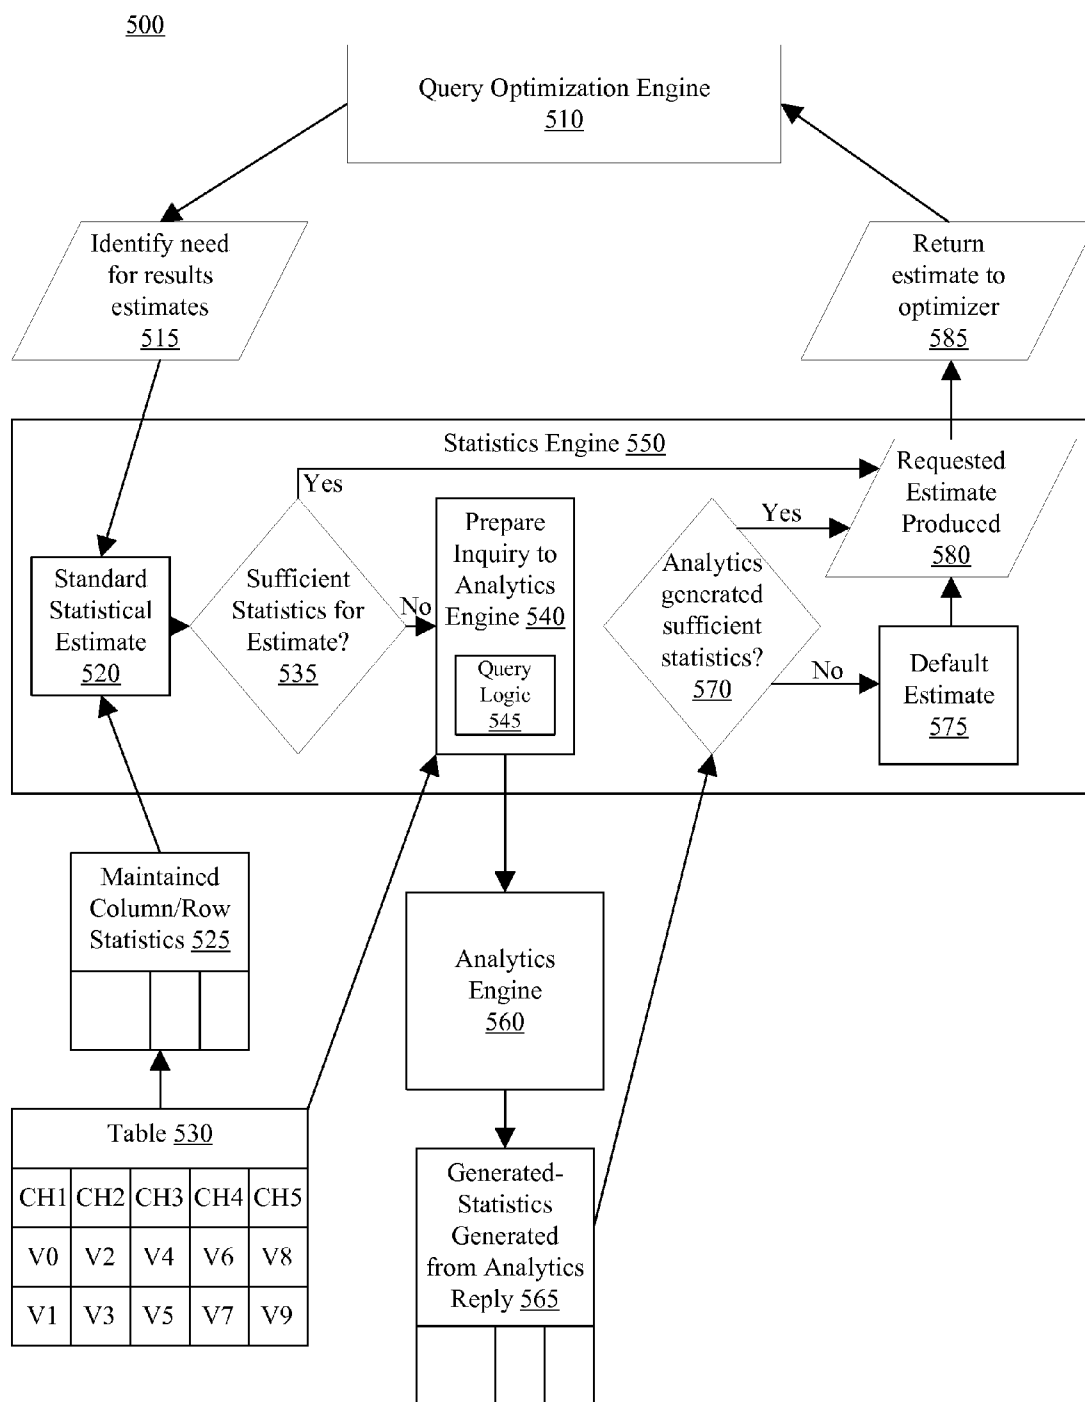 500
Query Optimization Engine
510
Identify need
for results
estimates
515
Return
estimate to
optimizer
585
Statistics Engine 550
Yes
Requested
Estimate
Produced
580
Standard
Statistical
Estimate
520
Sufficient
Statistics for
Estimate?
535
No
Prepare
Inquiry to
Analytics
Engine 540
Query
Logic
545
Analytics
generated
sufficient
statistics?
570
Yes
No
Default
Estimate
575
Maintained
Column/Row
Statistics 525
Analytics
Engine
560
Table 530
CH1 CH2 CH3 CH4 CH5
V0 V2 V4 V6 V8
V1 V3 V5 V7 V9
Generated-
Statistics
Generated
from Analytics
Reply 565